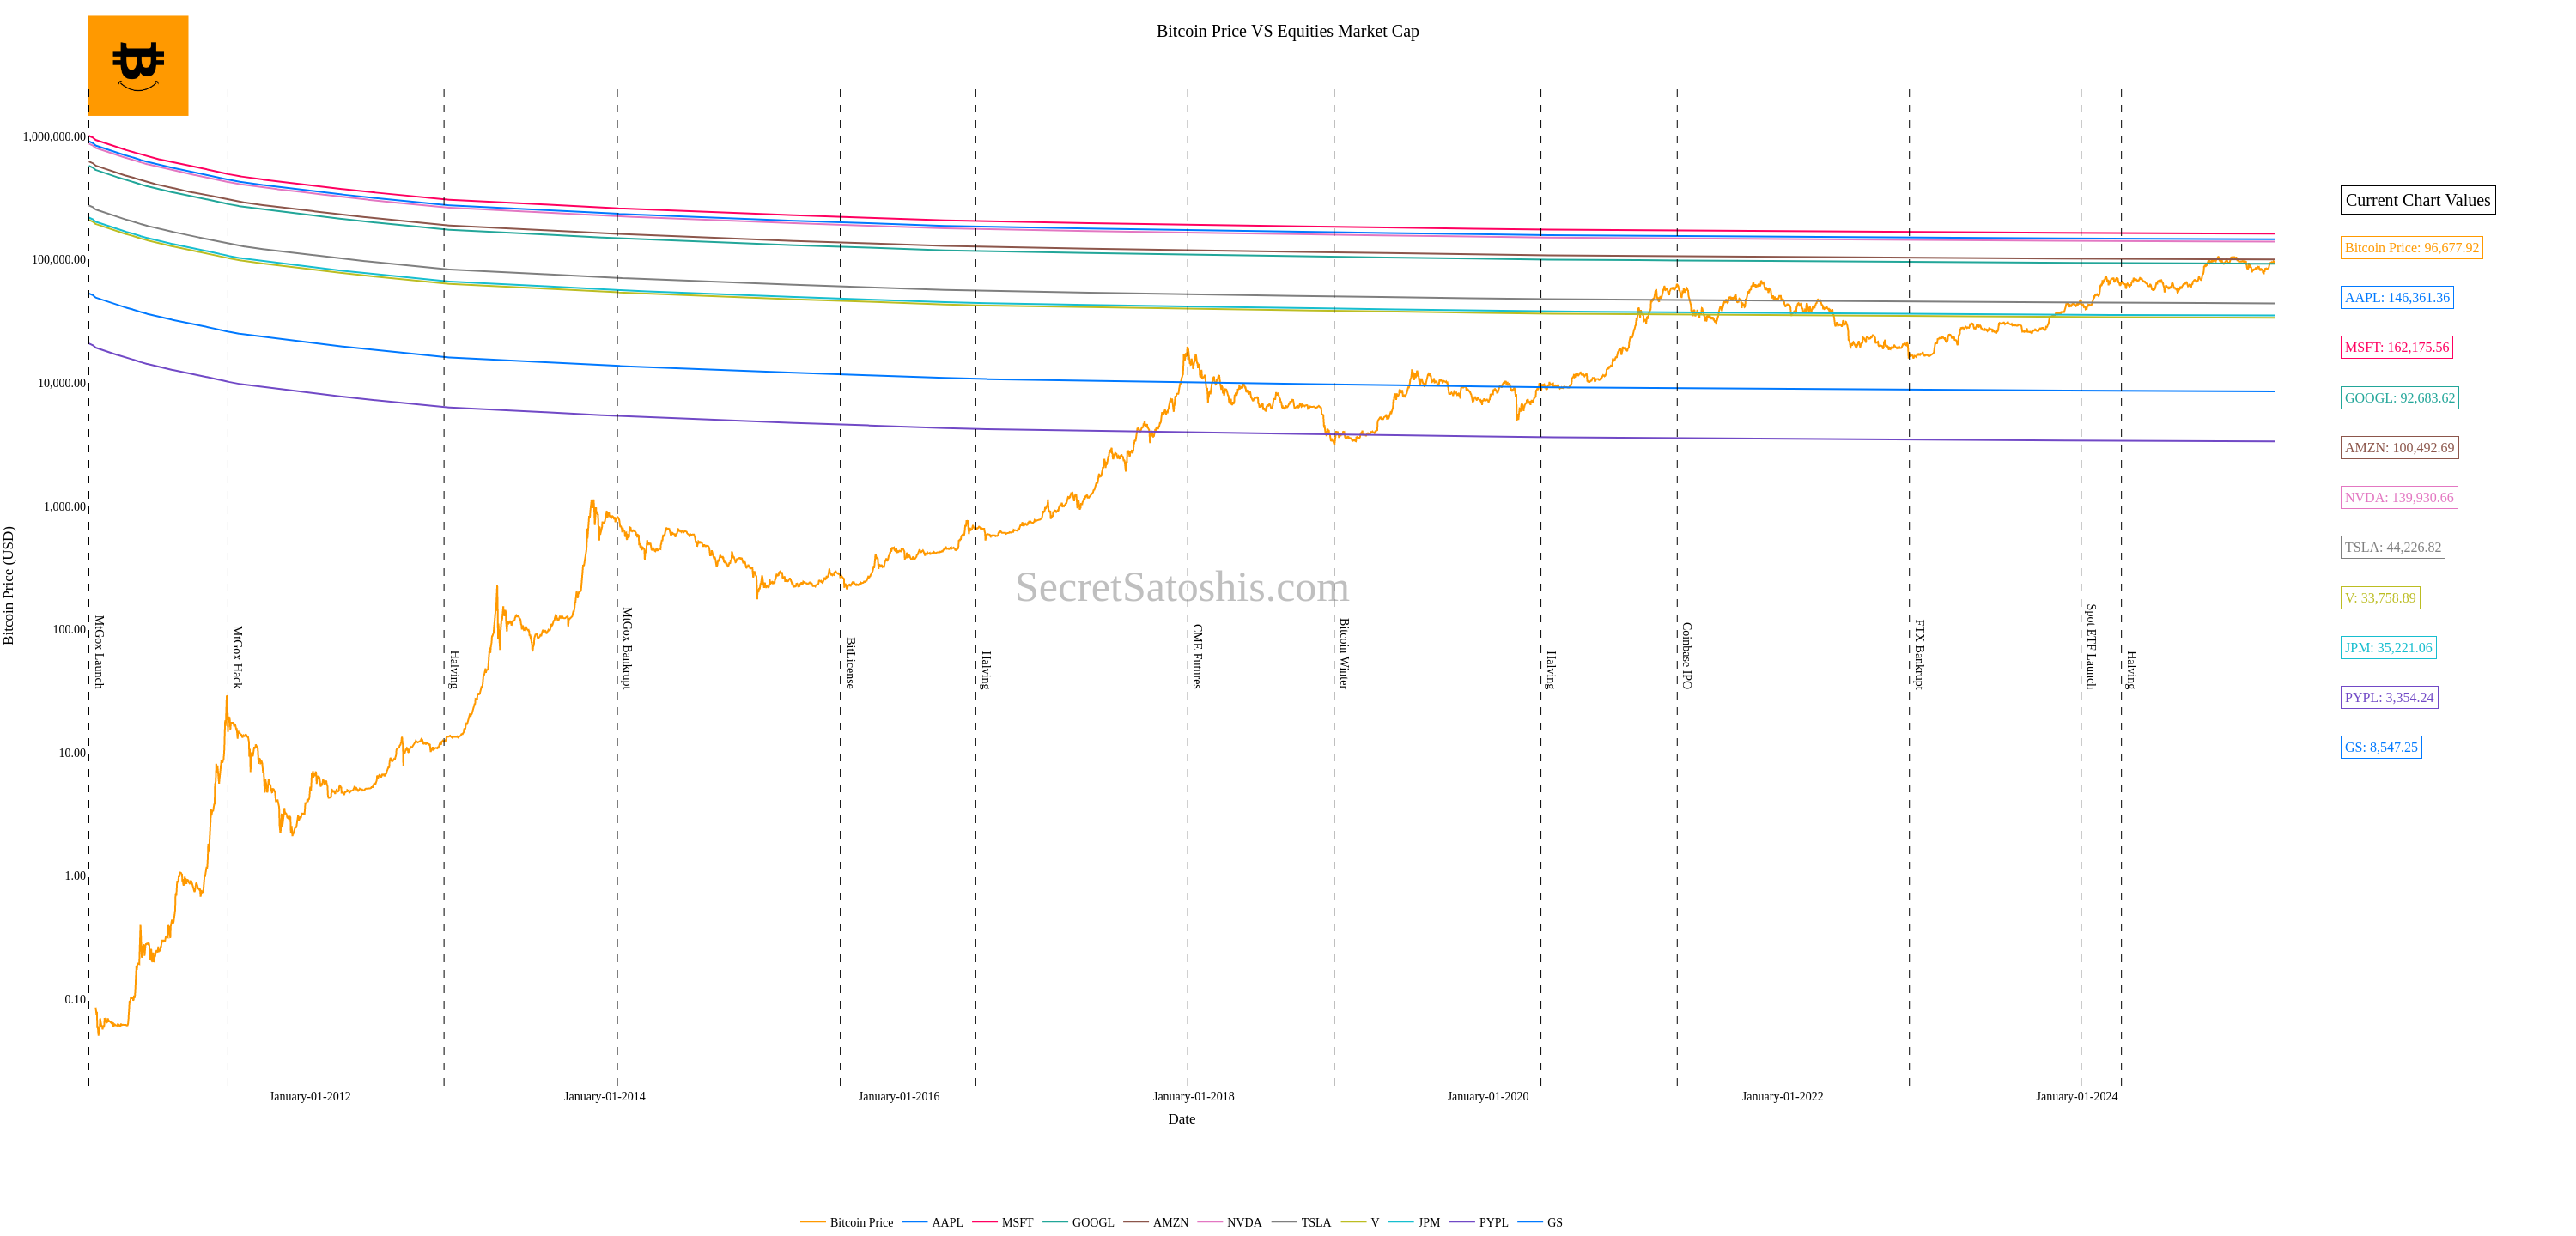 Bitcoin Price VS Equities Market Cap
1,000,000.00
100,000.00
10,000.00
1,000.00
100.00
10.00
1.00
0.10
Bitcoin Price (USD)
MtGox Launch
MtGox Hack
Halving
MtGox Bankrupt
BitLicense
Halving
CME Futures
Bitcoin Winter
Halving
Coinbase IPO
FTX Bankrupt
Spot ETF Launch
Halving
SecretSatoshis.com
Current Chart Values
Bitcoin Price: 96,677.92
AAPL: 146,361.36
MSFT: 162,175.56
GOOGL: 92,683.62
AMZN: 100,492.69
NVDA: 139,930.66
TSLA: 44,226.82
V: 33,758.89
JPM: 35,221.06
PYPL: 3,354.24
GS: 8,547.25
January-01-2012
January-01-2014
January-01-2016
January-01-2018
January-01-2020
January-01-2022
January-01-2024
Date
Bitcoin Price AAPL MSFT GOOGL AMZN NVDA TSLA V JPM PYPL GS